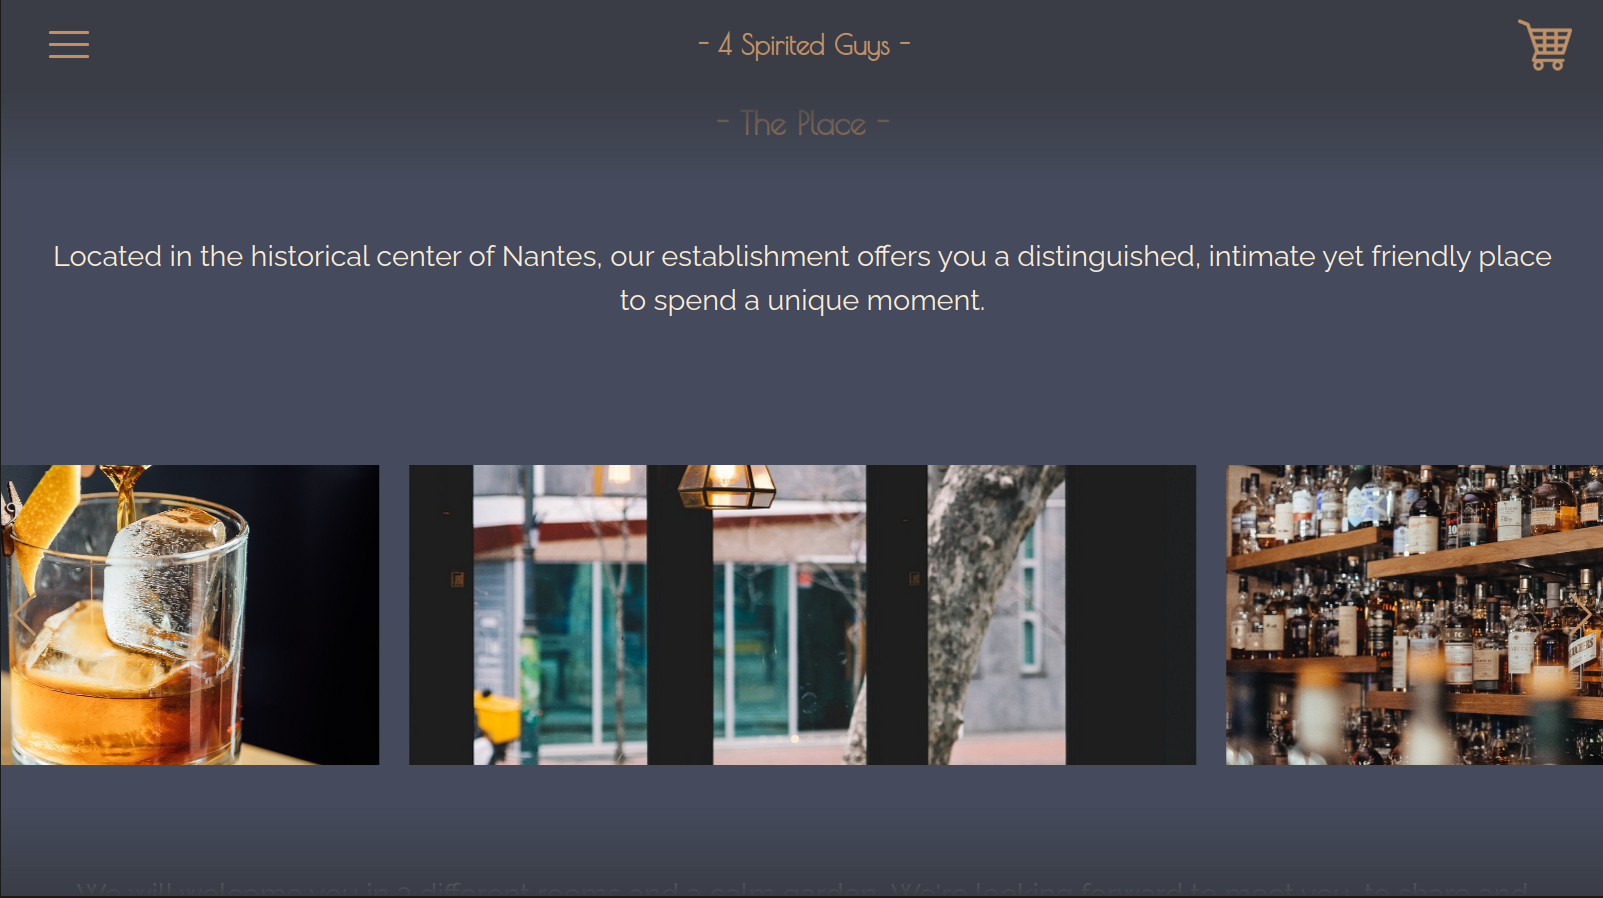 - 4 Spirited Guys -
- The Place -
Located in the historical center of Nantes, our establishment offers you a distinguished, intimate yet friendly place
to spend a unique moment.
We will welcome you in 3 different rooms and a calm garden. We're looking forward to meet you, to share and